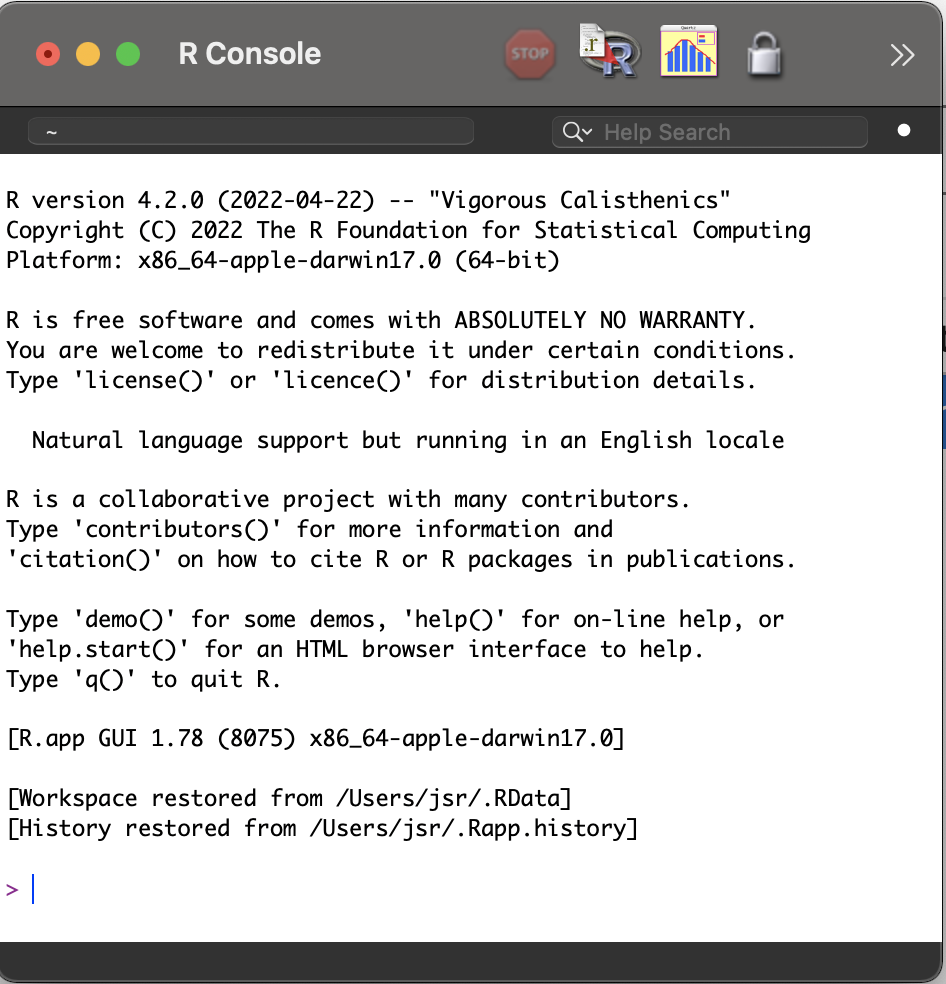 R Console
STOP
~
Help Search
R version 4.2.0 (2022-04-22) -- "Vigorous Calisthenics"
Copyright (C) 2022 The R Foundation for Statistical Computing
Platform: x86_64-apple-darwin17.0 (64-bit)
R is free software and comes with ABSOLUTELY NO WARRANTY.
You are welcome to redistribute it under certain conditions.
Type 'license()' or 'licence()' for distribution details.
Natural language support but running in an English locale
R is a collaborative project with many contributors.
Type 'contributors()' for more information and
'citation()' on how to cite R or R packages in publications.
Type 'demo()' for some demos, 'help()' for on-line help, or
'help.start()' for an HTML browser interface to help.
Type 'q()' to quit R.
[R.app GUI 1.78 (8075) x86_64-apple-darwin17.0]
[Workspace restored from /Users/jsr/.RData]
[History restored from /Users/jsr/.Rapp.history]
>